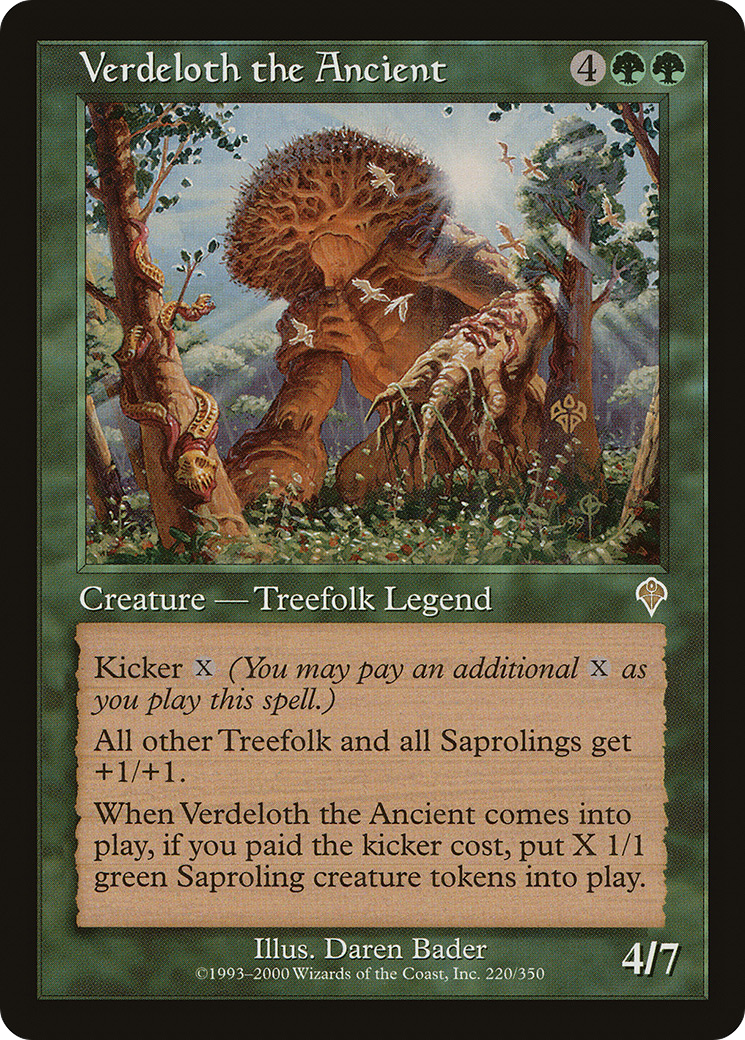 Verdeloth the Ancient 4
99
Creature — Treefolk Legend
Kicker X (You may pay an additional X as
you play this spell.)
All other Treefolk and all Saprolings get
+1/+1.
When Verdeloth the Ancient comes into
play, if you paid the kicker cost, put X 1/1
green Saproling creature tokens into play.
Illus. Daren Bader
©1993–2000 Wizards of the Coast, Inc. 220/350
4/7